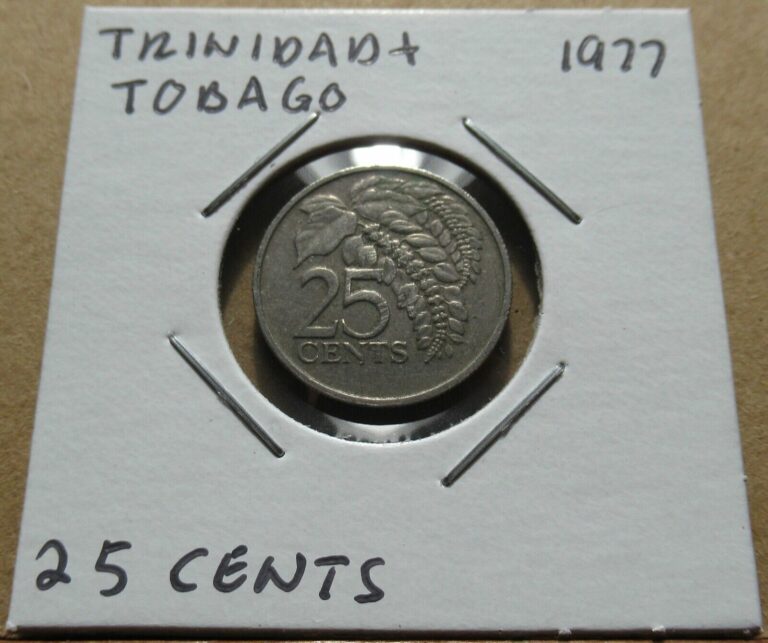 TRINIDAD + 1977
TOBAGO
25
CENTS
25 CENTS